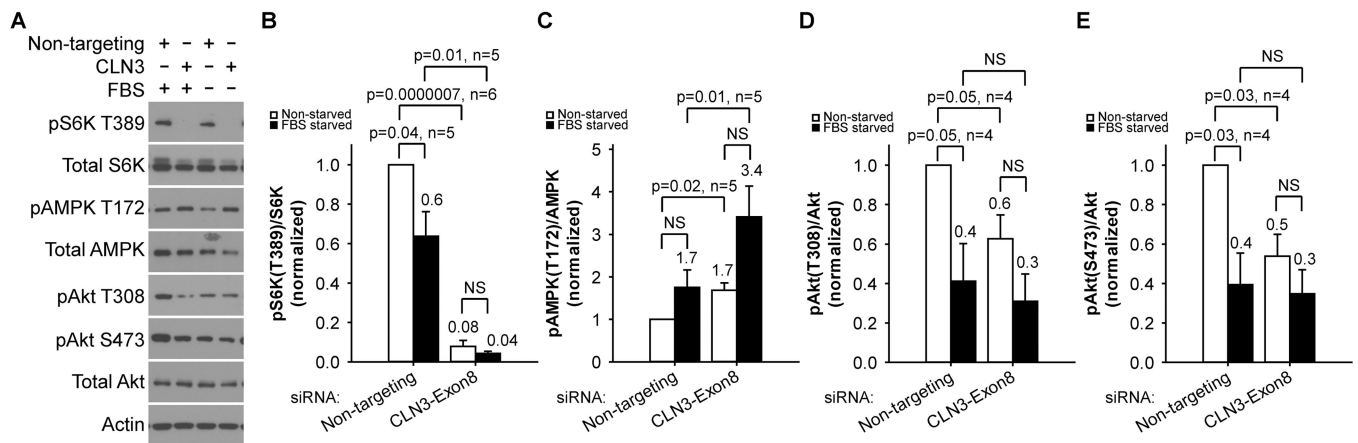 A
Non-targeting + – + –
CLN3 – + – +
FBS + + – –
pS6K T389
Total S6K
pAMPK T172
Total AMPK
pAkt T308
pAkt S473
Total Akt
Actin
B
p=0.01, n=5
p=0.0000007, n=6
Non-starved
FBS starved
p=0.04, n=5
pS6K(T389)/S6K
(normalized)
1.0
0.8
0.6
0.4
0.2
0.0
0.6
NS
0.08
0.04
siRNA:
Non-targeting
CLN3-Exon8
C
p=0.01, n=5
Non-starved
FBS starved
NS
p=0.02, n=5
NS
pAMPK(T172)/AMPK
(normalized)
5
4
3
2
1
0
1.7
1.7
3.4
siRNA:
Non-targeting
CLN3-Exon8
D
NS
p=0.05, n=4
Non-starved
FBS starved
p=0.05, n=4
NS
pAkt(T308)/Akt
(normalized)
1.0
0.8
0.6
0.4
0.2
0.0
0.4
0.6
0.3
siRNA:
Non-targeting
CLN3-Exon8
E
NS
p=0.03, n=4
Non-starved
FBS starved
p=0.03, n=4
NS
pAkt(S473)/Akt
(normalized)
1.0
0.8
0.6
0.4
0.2
0.0
0.4
0.5
0.3
siRNA:
Non-targeting
CLN3-Exon8